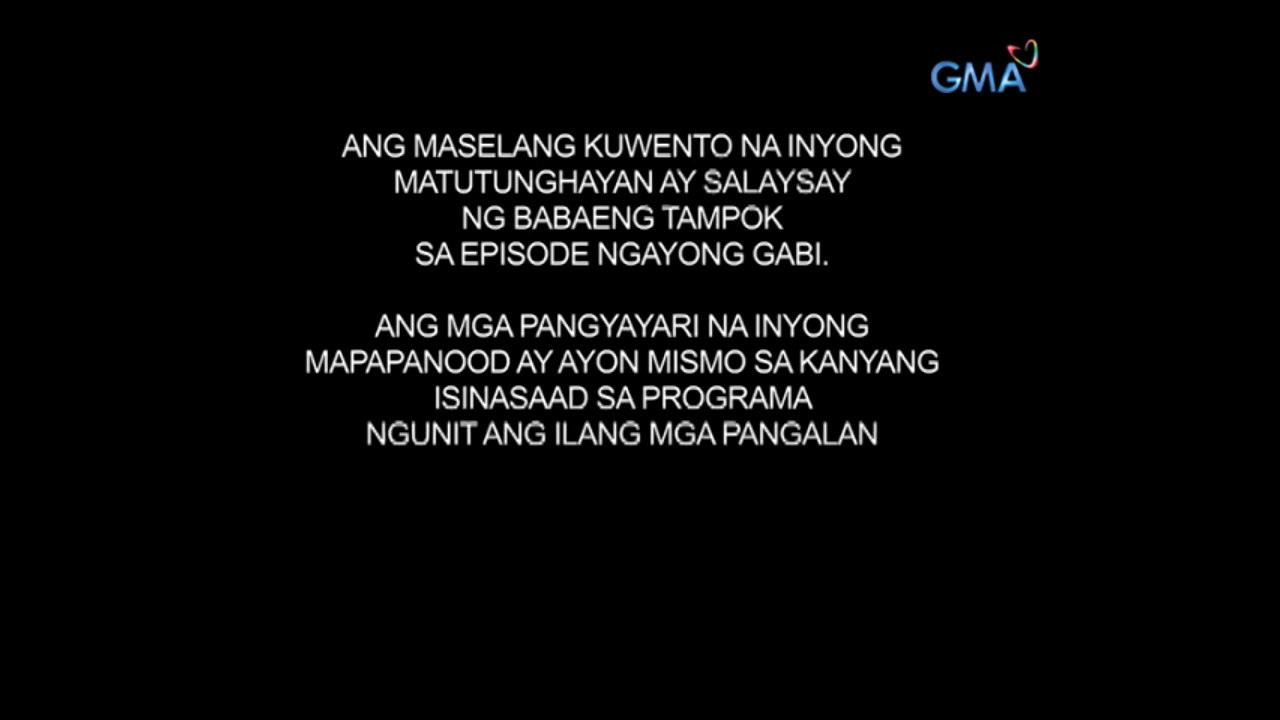 GMA
ANG MASELANG KUWENTO NA INYONG
MATUTUNGHAYAN AY SALAYSAY
NG BABAENG TAMPOK
SA EPISODE NGAYONG GABI.
ANG MGA PANGYAYARI NA INYONG
MAPAPANOOD AY AYON MISMO SA KANYANG
ISINASAAD SA PROGRAMA
NGUNIT ANG ILANG MGA PANGALAN